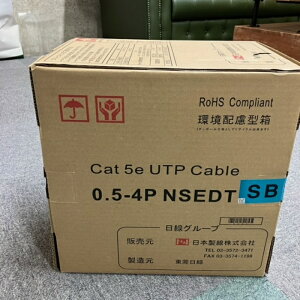 RoHS Compliant
環境配慮型箱
Cat 5e UTP Cable
0.5-4P NSEDT SB
日線グループ
販売元 日本製線株式会社
製造元 東莞日線